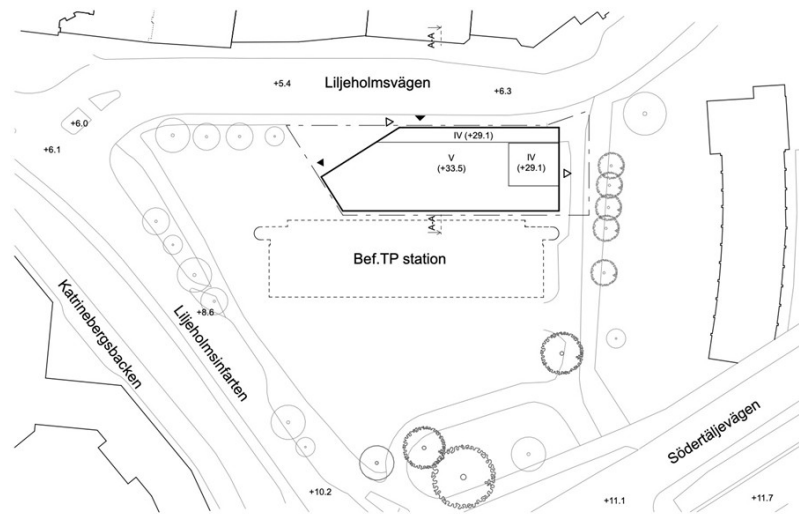 A-A
Liljeholmsvägen
+5.4
+6.3
+6.0
+6.1
IV (+29.1)
V
(+33.5)
IV
(+29.1)
A-A
Bef.TP station
Katrinebergsbacken
Liljeholmsinfarten
+8.6
Södertäljevägen
+10.2
+11.1
+11.7